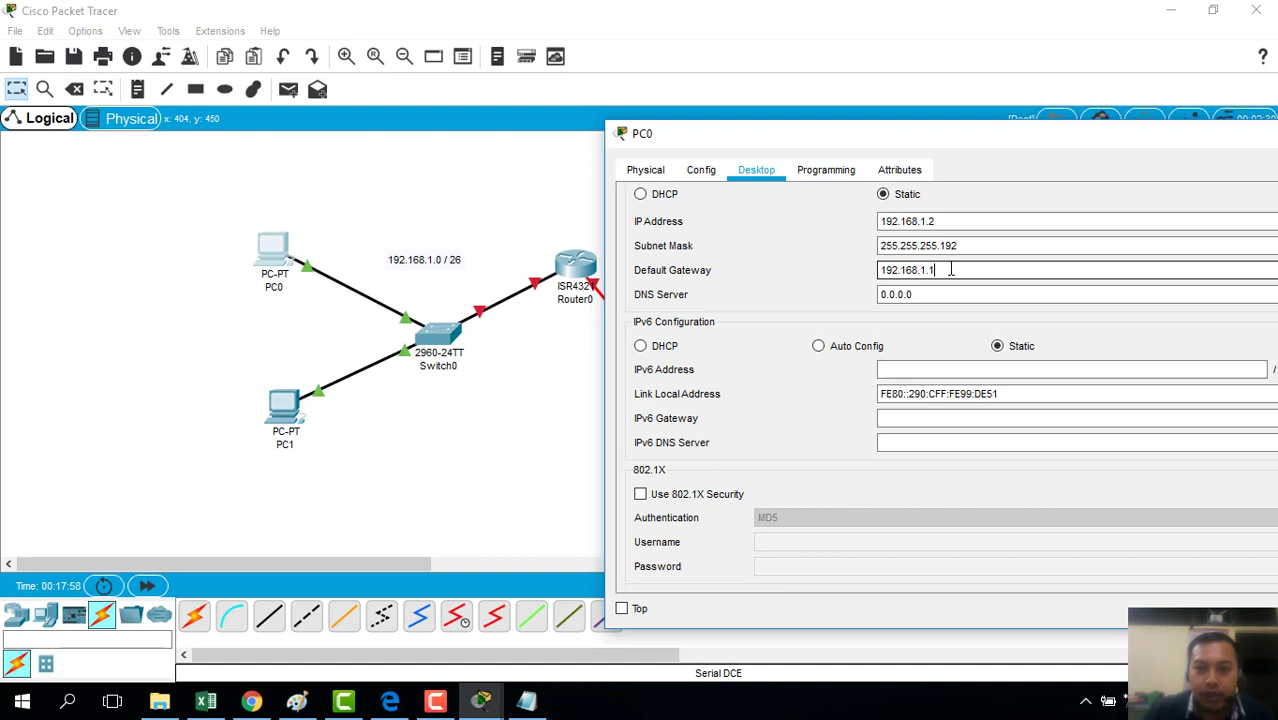 Cisco Packet Tracer
File Edit Options View Tools Extensions Help
Logical Physical x: 404, y: 450
192.168.1.0 / 26
PC-PT
PC0
ISR4321
Router0
2960-24TT
Switch0
PC-PT
PC1
PC0
Physical Config Desktop Programming Attributes
DHCP Static
IP Address 192.168.1.2
Subnet Mask 255.255.255.192
Default Gateway 192.168.1.1
DNS Server 0.0.0.0
IPv6 Configuration
DHCP Auto Config Static
IPv6 Address /
Link Local Address FE80::290:CFF:FE99:DE51
IPv6 Gateway
IPv6 DNS Server
802.1X
Use 802.1X Security
Authentication MD5
Username
Password
Top
Time: 00:17:58
Serial DCE